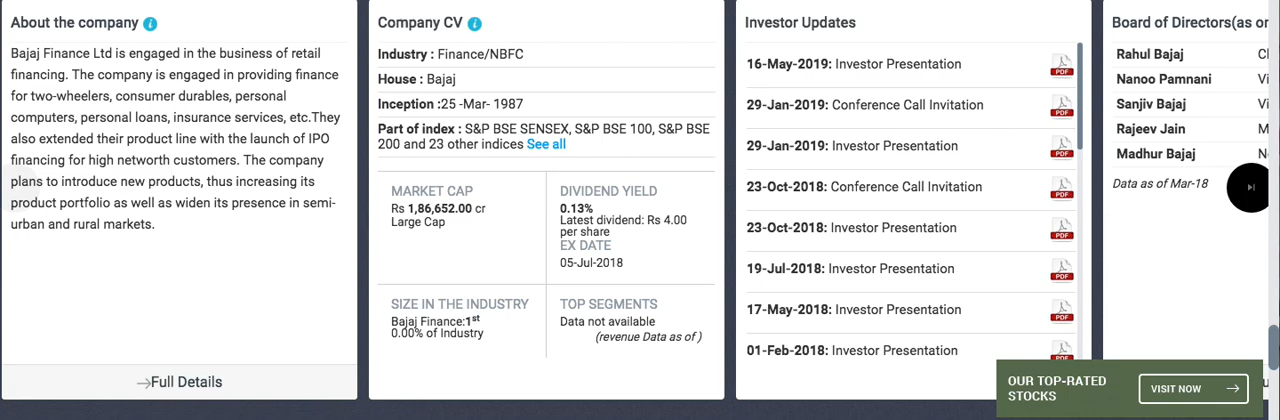 About the company i
Bajaj Finance Ltd is engaged in the business of retail
financing. The company is engaged in providing finance
for two-wheelers, consumer durables, personal
computers, personal loans, insurance services, etc.They
also extended their product line with the launch of IPO
financing for high networth customers. The company
plans to introduce new products, thus increasing its
product portfolio as well as widen its presence in semi-
urban and rural markets.
→Full Details
Company CV i
Industry : Finance/NBFC
House : Bajaj
Inception :25 -Mar- 1987
Part of index : S&P BSE SENSEX, S&P BSE 100, S&P BSE
200 and 23 other indices See all
MARKET CAP
Rs 1,86,652.00 cr
Large Cap
DIVIDEND YIELD
0.13%
Latest dividend: Rs 4.00
per share
EX DATE
05-Jul-2018
SIZE IN THE INDUSTRY
Bajaj Finance:1st
0.00% of Industry
TOP SEGMENTS
Data not available
(revenue Data as of )
Investor Updates
16-May-2019: Investor Presentation PDF
29-Jan-2019: Conference Call Invitation PDF
29-Jan-2019: Investor Presentation PDF
23-Oct-2018: Conference Call Invitation PDF
23-Oct-2018: Investor Presentation PDF
19-Jul-2018: Investor Presentation PDF
17-May-2018: Investor Presentation PDF
01-Feb-2018: Investor Presentation
Board of Directors(as on
Rahul Bajaj
Nanoo Pamnani Vi
Sanjiv Bajaj Vi
Rajeev Jain M
Madhur Bajaj
Data as of Mar-18
OUR TOP-RATED
STOCKS
VISIT NOW →